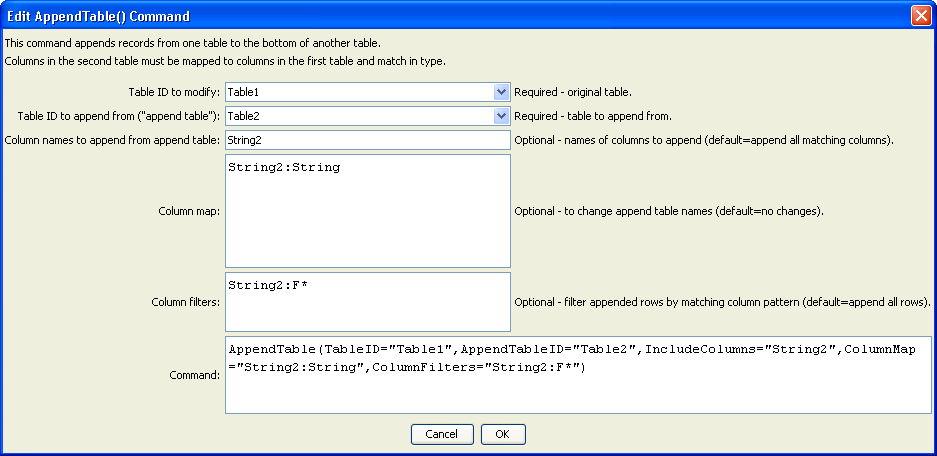 Edit AppendTable() Command
This command appends records from one table to the bottom of another table.
Columns in the second table must be mapped to columns in the first table and match in type.
Table ID to modify: Table1 Required - original table.
Table ID to append from ("append table"): Table2 Required - table to append from.
Column names to append from append table: String2 Optional - names of columns to append (default=append all matching columns).
String2:String
Column map: Optional - to change append table names (default=no changes).
String2:F*
Column filters: Optional - filter appended rows by matching column pattern (default=append all rows).
AppendTable(TableID="Table1",AppendTableID="Table2",IncludeColumns="String2",ColumnMap
="String2:String",ColumnFilters="String2:F*")
Command:
Cancel OK